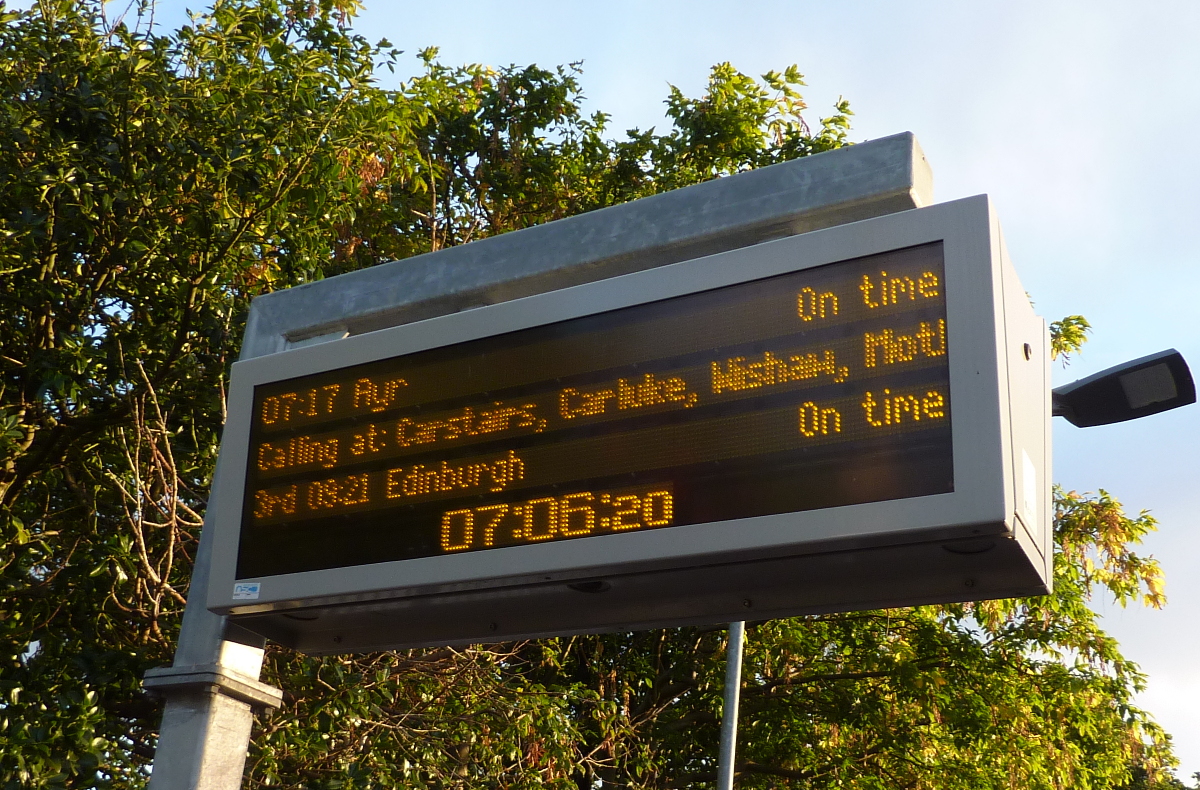 07:17 Ayr On time
Calling at: Carstairs, Carluke, Wishaw, Moth
3rd 08:21 Edinburgh On time
07:06:20